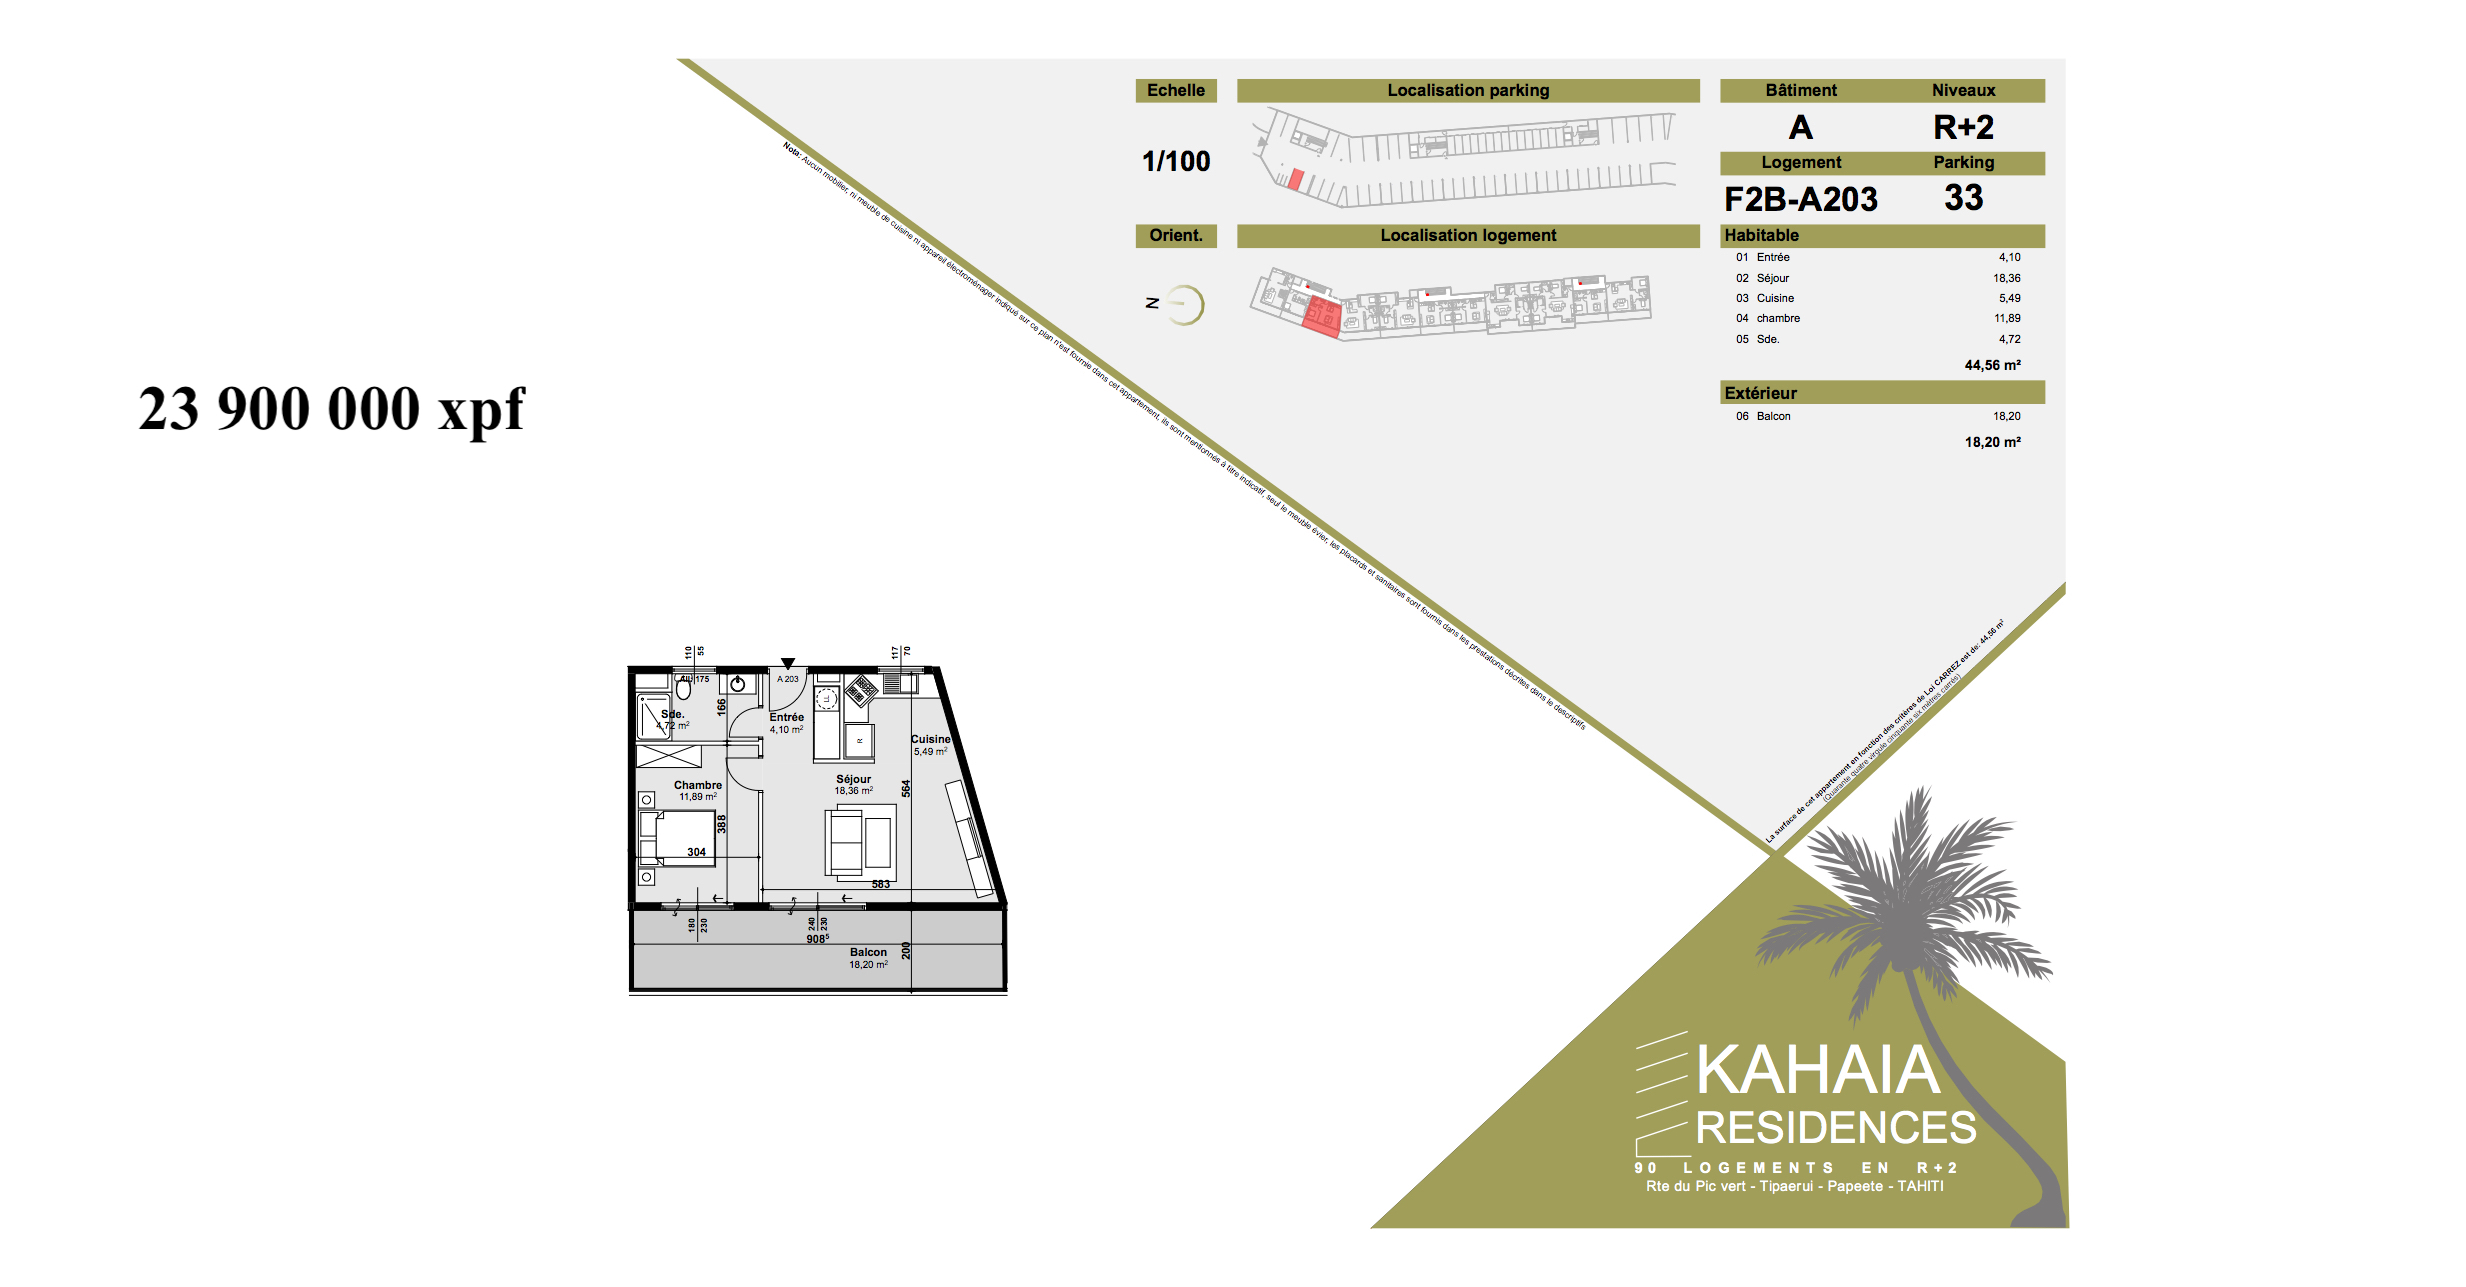 Echelle
1/100
Orient.
N
Localisation parking
Localisation logement
Bâtiment Niveaux
A R+2
Logement Parking
F2B-A203 33
Habitable
01 Entrée 4,10
02 Séjour 18,36
03 Cuisine 5,49
04 chambre 11,89
05 Sde. 4,72
44,56 m²
Extérieur
06 Balcon 18,20
18,20 m²
Nota: Aucun mobilier, ni meuble de cuisine ni appareil électroménager indiqué sur ce plan n'est fournie dans cet appartement, ils sont mentionnés à titre indicatif, seul le meuble évier, les placards et sanitaires sont fournis dans les prestations décrites dans le descriptifs
23 900 000 xpf
La surface de cet appartement en fonction des critères de Loi CARREZ est de: 44,56 m²
(Quarante quatre virgule cinquante six mètres carrés)
110
55
117
70
175
A 203
166
LL
Sde.
4,72 m²
Entrée
4,10 m²
R
Cuisine
5,49 m²
Chambre
11,89 m²
Séjour
18,36 m²
564
388
304
583
180
230
240
230
908⁵
200
Balcon
18,20 m²
KAHAIA
RESIDENCES
90 LOGEMENTS EN R+2
Rte du Pic vert - Tipaerui - Papeete - TAHITI